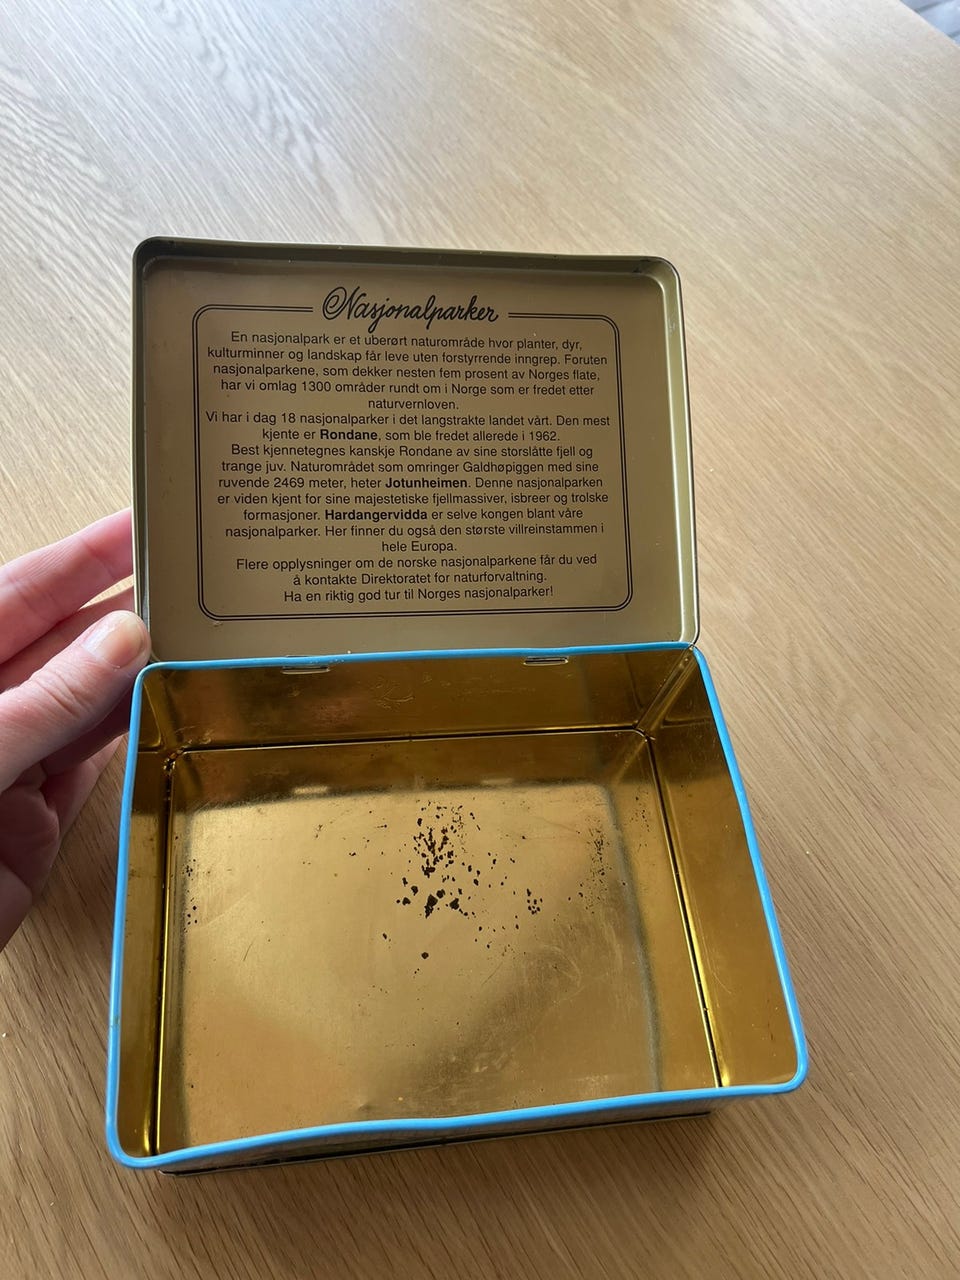 Nasjonalparker
En nasjonalpark er et uberørt naturområde hvor planter, dyr,
kulturminner og landskap får leve uten forstyrrende inngrep. Foruten
nasjonalparkene, som dekker nesten fem prosent av Norges flate,
har vi omlag 1300 områder rundt om i Norge som er fredet etter
naturvernloven.
Vi har i dag 18 nasjonalparker i det langstrakte landet vårt. Den mest
kjente er Rondane, som ble fredet allerede i 1962.
Best kjennetegnes kanskje Rondane av sine storslåtte fjell og
trange juv. Naturområdet som omringer Galdhøpiggen med sine
ruvende 2469 meter, heter Jotunheimen. Denne nasjonalparken
er viden kjent for sine majestetiske fjellmassiver, isbreer og trolske
formasjoner. Hardangervidda er selve kongen blant våre
nasjonalparker. Her finner du også den største villreinstammen i
hele Europa.
Flere opplysninger om de norske nasjonalparkene får du ved
å kontakte Direktoratet for naturforvaltning.
Ha en riktig god tur til Norges nasjonalparker!